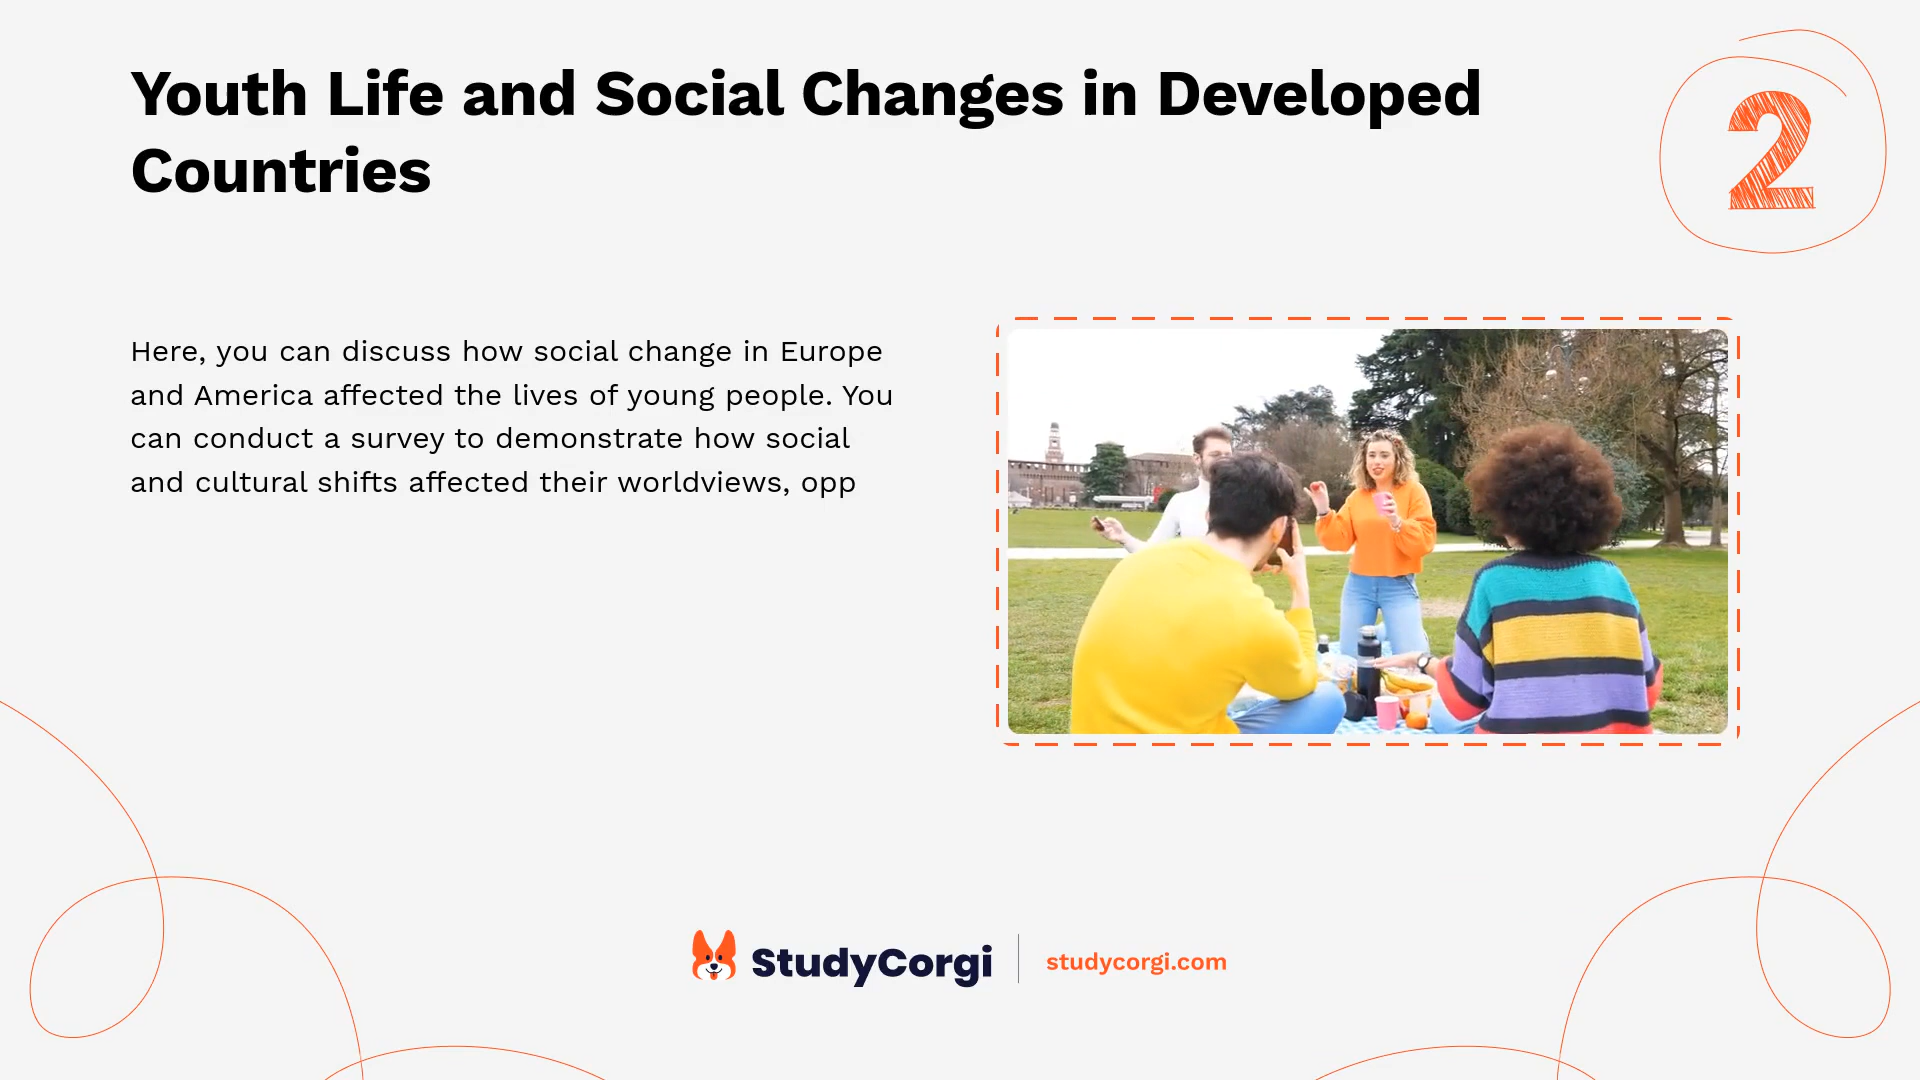 Youth Life and Social Changes in Developed
Countries
2
Here, you can discuss how social change in Europe
and America affected the lives of young people. You
can conduct a survey to demonstrate how social
and cultural shifts affected their worldviews, opp
StudyCorgi
studycorgi.com